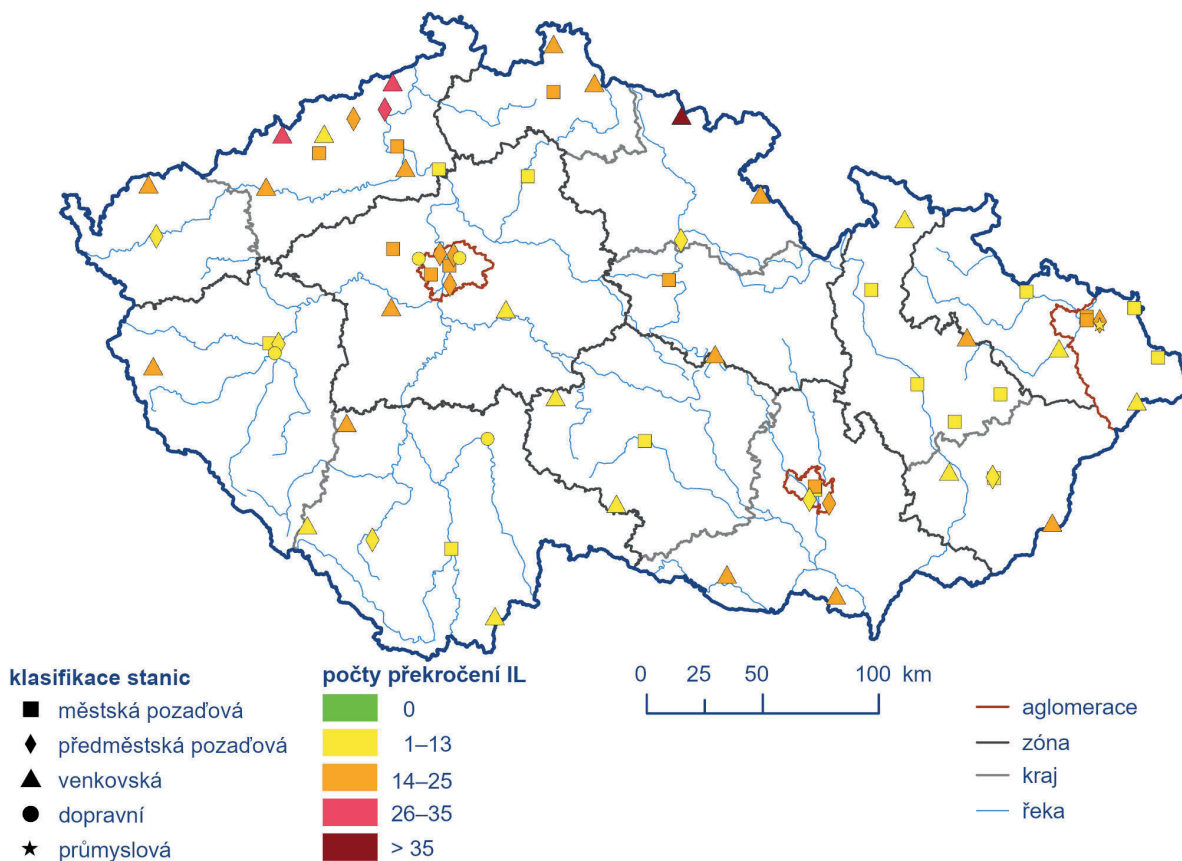 klasifikace stanic
městská pozaďová
předměstská pozaďová
venkovská
dopravní
průmyslová
počty překročení IL
0
1–13
14–25
26–35
> 35
0 25 50 100 km
aglomerace
zóna
kraj
řeka